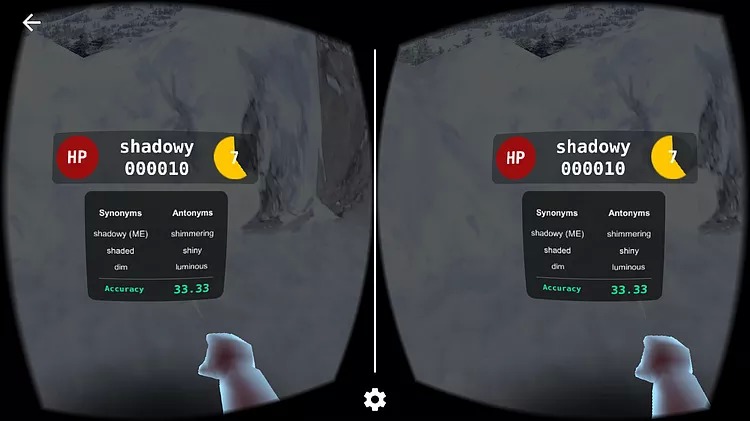 HP
shadowy
000010
7
Synonyms Antonyms
shadowy (ME) shimmering
shaded shiny
dim luminous
Accuracy 33.33
HP
shadowy
000010
7
Synonyms Antonyms
shadowy (ME) shimmering
shaded shiny
dim luminous
Accuracy 33.33